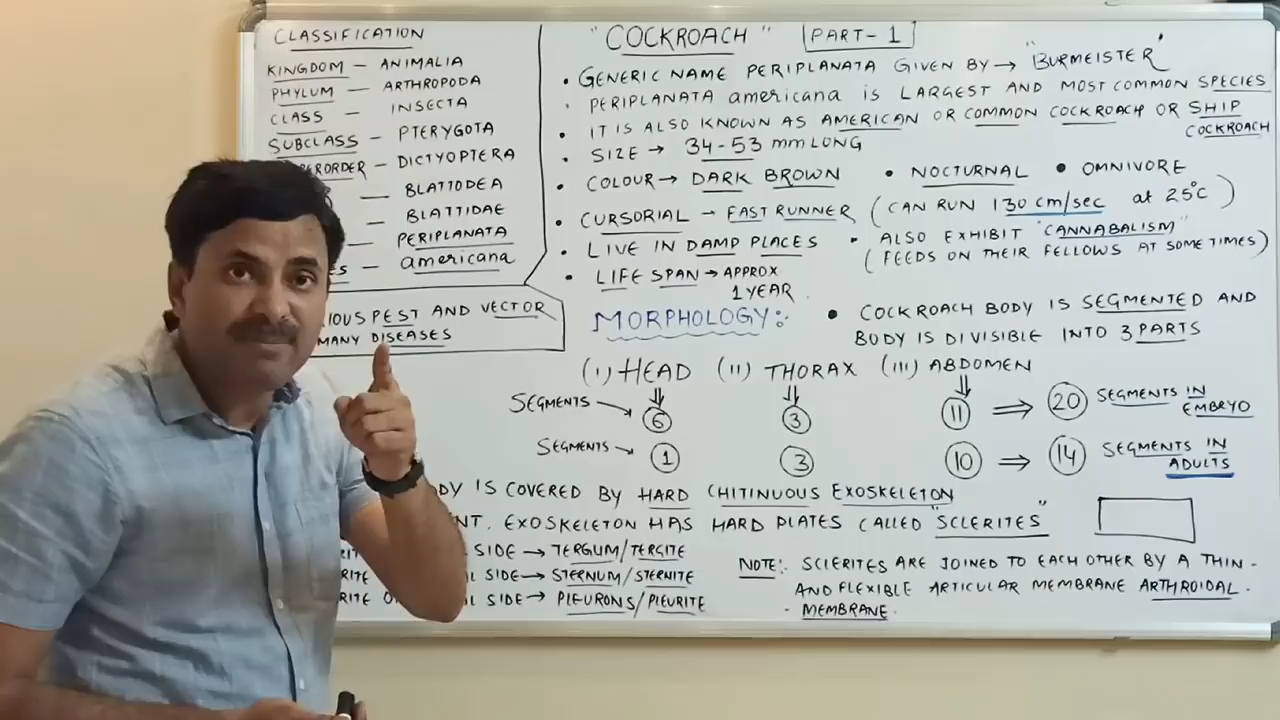 CLASSIFICATION
KINGDOM — ANIMALIA
PHYLUM — ARTHROPODA
CLASS — INSECTA
SUBCLASS — PTERYGOTA
— DICTYOPTERA
— BLATTODEA
— BLATTIDAE
— PERIPLANATA
— americana
PEST AND VECTOR
MANY DISEASES
"COCKROACH" PART-1
• GENERIC NAME PERIPLANATA GIVEN BY → "BURMEISTER"
• PERIPLANATA americana is LARGEST AND MOST COMMON SPECIES
• IT IS ALSO KNOWN AS AMERICAN OR COMMON COCKROACH OR SHIP
COCKROACH
• SIZE → 34-53 mm LONG
• COLOUR → DARK BROWN • NOCTURNAL • OMNIVORE
• CURSORIAL → FAST RUNNER (CAN RUN 130 cm/sec at 25°C)
• LIVE IN DAMP PLACES • ALSO EXHIBIT "CANNABALISM"
(FEEDS ON THEIR FELLOWS AT SOME TIMES)
• LIFE SPAN → APPROX
1 YEAR
MORPHOLOGY:: • COCKROACH BODY IS SEGMENTED AND
BODY IS DIVISIBLE INTO 3 PARTS
(I) HEAD (II) THORAX (III) ABDOMEN
SEGMENTS → 6 3 11 ⇒ 20 SEGMENTS IN
EMBRYO
SEGMENTS → 1 3 10 ⇒ 14 SEGMENTS IN
ADULTS
IS COVERED BY HARD CHITINUOUS EXOSKELETON
EXOSKELETON HAS HARD PLATES CALLED "SCLERITES"
SIDE → TERGUM/TERGITE
SIDE → STERNUM/STERNITE
SIDE → PLEURONS/PLEURITE
NOTE:. SCLERITES ARE JOINED TO EACH OTHER BY A THIN -
AND FLEXIBLE ARTICULAR MEMBRANE ARTHROIDAL -
- MEMBRANE.